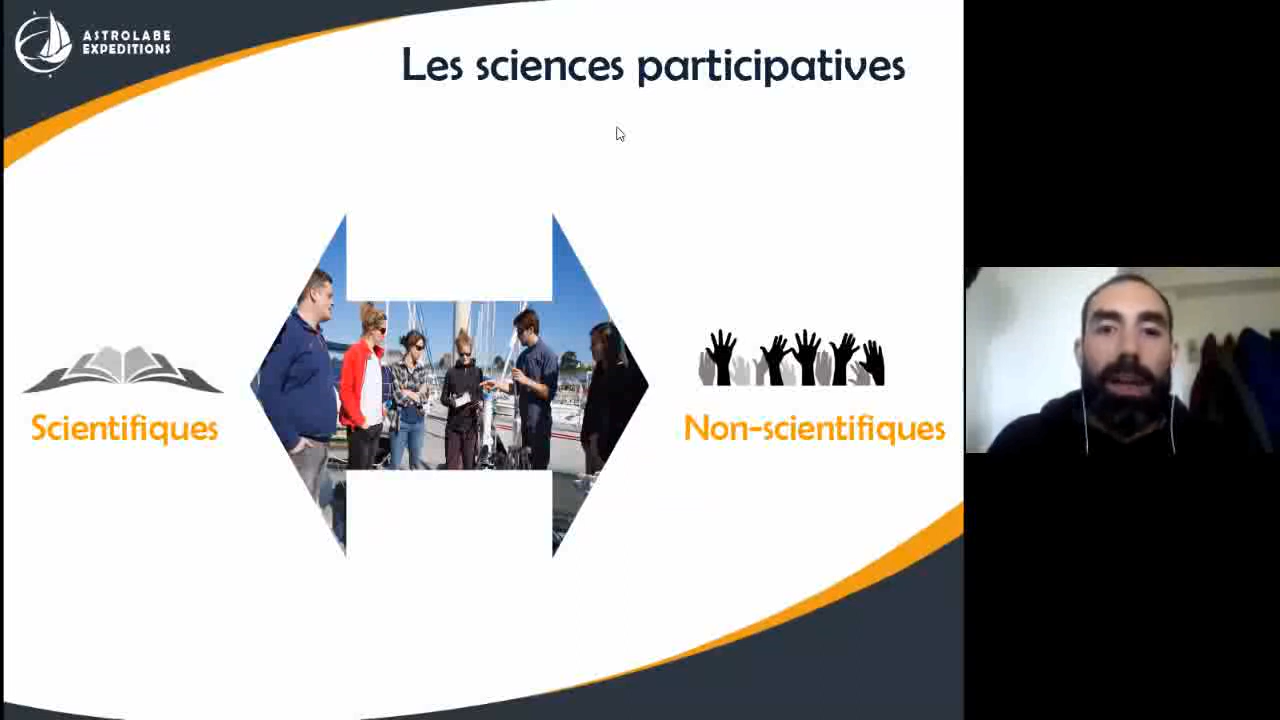 ASTROLABE
EXPEDITIONS
Les sciences participatives
Scientifiques
Non-scientifiques